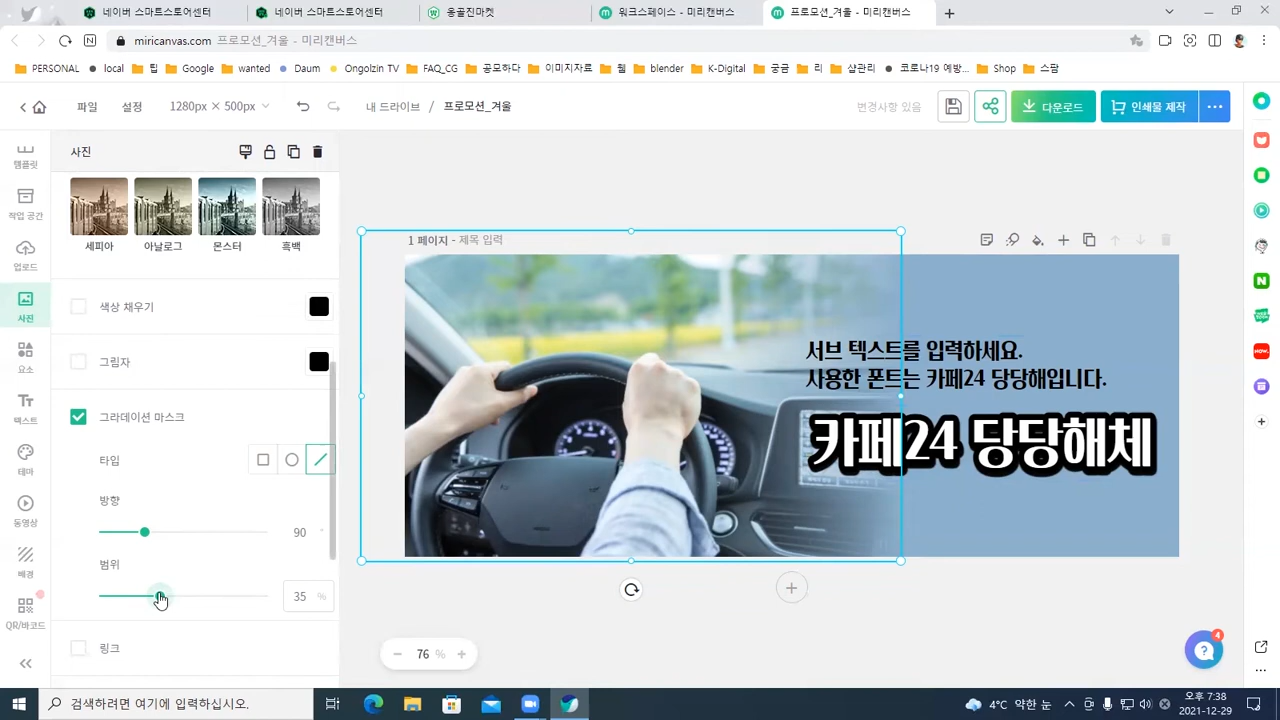 네이버 스마트스토어센터
네이버 스마트스토어센터
옹골진마켓
워크스페이스 - 미리캔버스
프로모션_겨울 - 미리캔버스
miricanvas.com 프로모션_겨울 - 미리캔버스
PERSONAL local 팁 Google wanted Daum Ongolzin TV FAQ_CG 공모하다 이미지자료 웹 blender K-Digital 궁금 리 샵관리 코로나19 예방... Shop 스팸
파일 설정 1280px × 500px 내 드라이브 / 프로모션_겨울 변경사항 있음 다운로드 인쇄물 제작
템플릿
작업 공간
업로드
사진
요소
텍스트
테마
동영상
배경
QR/바코드
사진
세피아 아날로그 몬스터 흑백
색상 채우기
그림자
그라데이션 마스크
타입
방향
90 °
범위
35 %
링크
1 페이지 - 제목 입력
서브 텍스트를 입력하세요.
사용한 폰트는 카페24 당당해입니다.
카페24 당당해체
76 %
N
NOW.
4
검색하려면 여기에 입력하십시오.
4°C 약한 눈
오후 7:38
2021-12-29